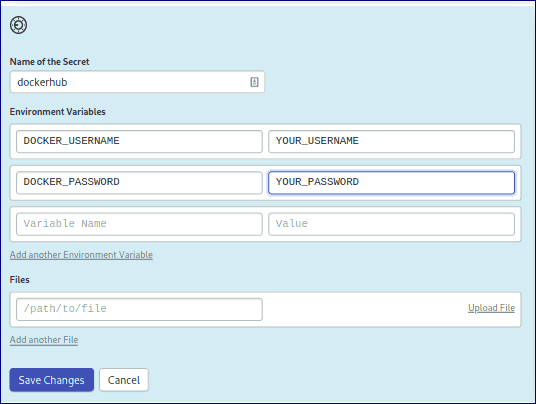 Name of the Secret
dockerhub
Environment Variables
DOCKER_USERNAME YOUR_USERNAME
DOCKER_PASSWORD YOUR_PASSWORD
Variable Name Value
Add another Environment Variable
Files
/path/to/file Upload File
Add another File
Save Changes Cancel